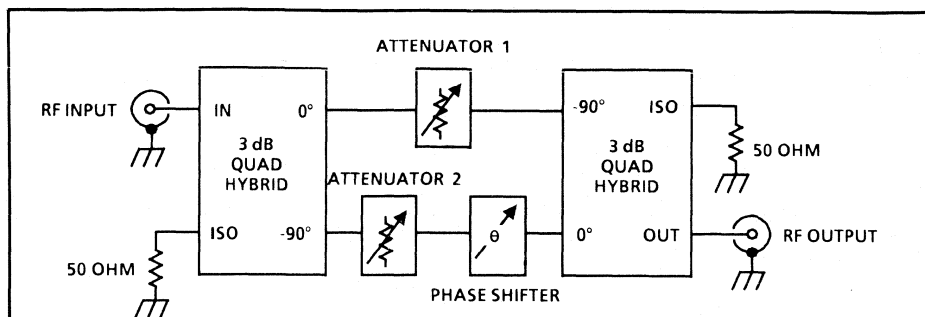 ATTENUATOR 1
RF INPUT
IN
0°
3 dB
QUAD
HYBRID
ISO
-90°
50 OHM
ATTENUATOR 2
θ
PHASE SHIFTER
-90°
ISO
3 dB
QUAD
HYBRID
0°
OUT
50 OHM
RF OUTPUT